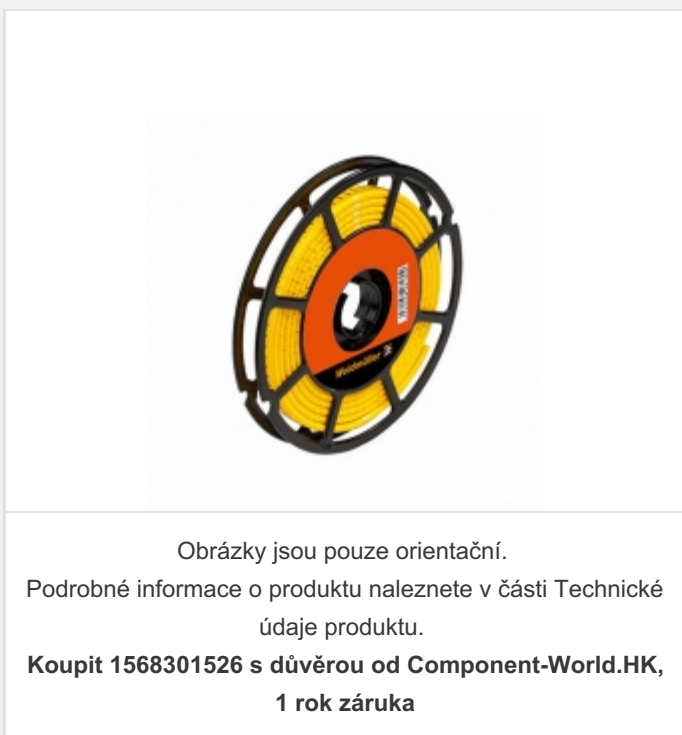 Weidmüller
Obrázky jsou pouze orientační.
Podrobné informace o produktu naleznete v části Technické
údaje produktu.
Koupit 1568301526 s důvěrou od Component-World.HK,
1 rok záruka